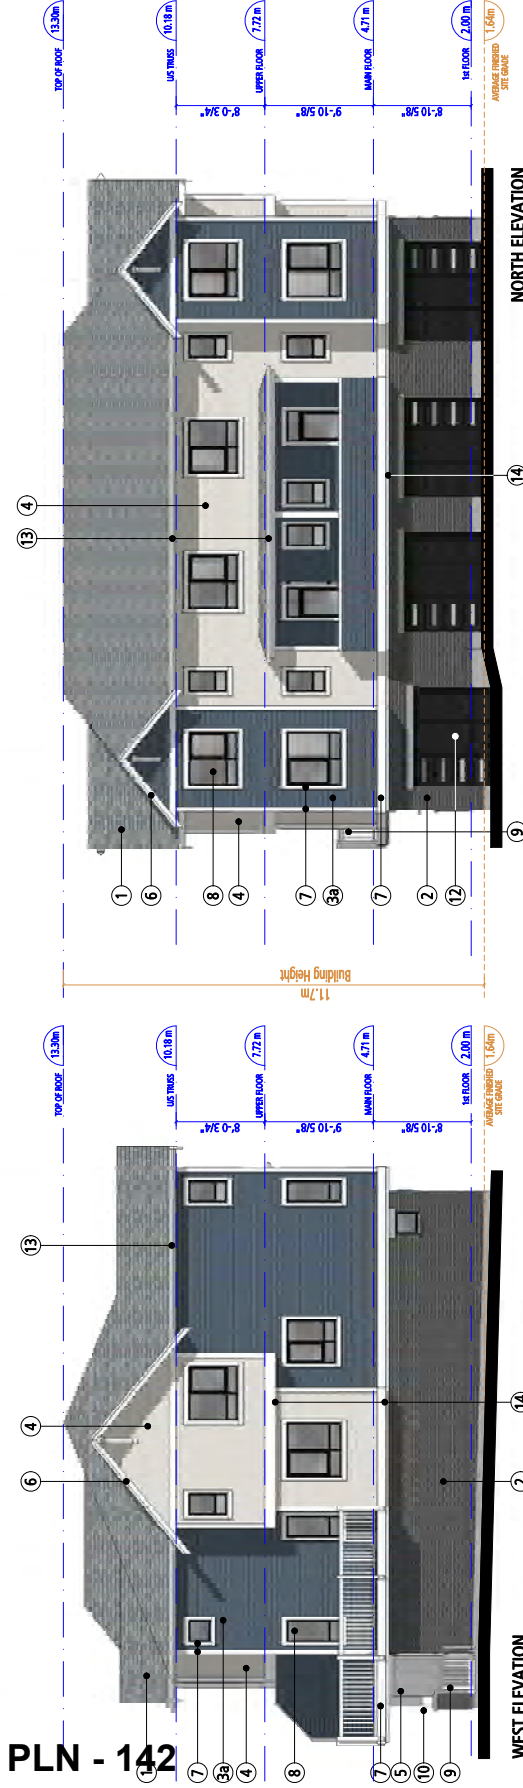 13.30m
TOP OF ROOF
10.18 m
U/S TRUSS
7.72 m
UPPER FLOOR
4.71 m
MAIN FLOOR
2.00 m
1st FLOOR
1.64m
AVERAGE FINISHED
SITE GRADE
8'-0 3/4"
9'-10 5/8"
8'-10 5/8"
4
13
14
1
6
8
4
7
3a
7
2
12
9
NORTH ELEVATION
11.7m
Building Height
13.30m
TOP OF ROOF
10.18 m
U/S TRUSS
7.72 m
UPPER FLOOR
4.71 m
MAIN FLOOR
2.00 m
1st FLOOR
1.64m
AVERAGE FINISHED
SITE GRADE
8'-0 3/4"
9'-10 5/8"
8'-10 5/8"
13
4
6
14
2
1
7
3a
4
8
7
5
10
9
WEST ELEVATION
PLN - 142